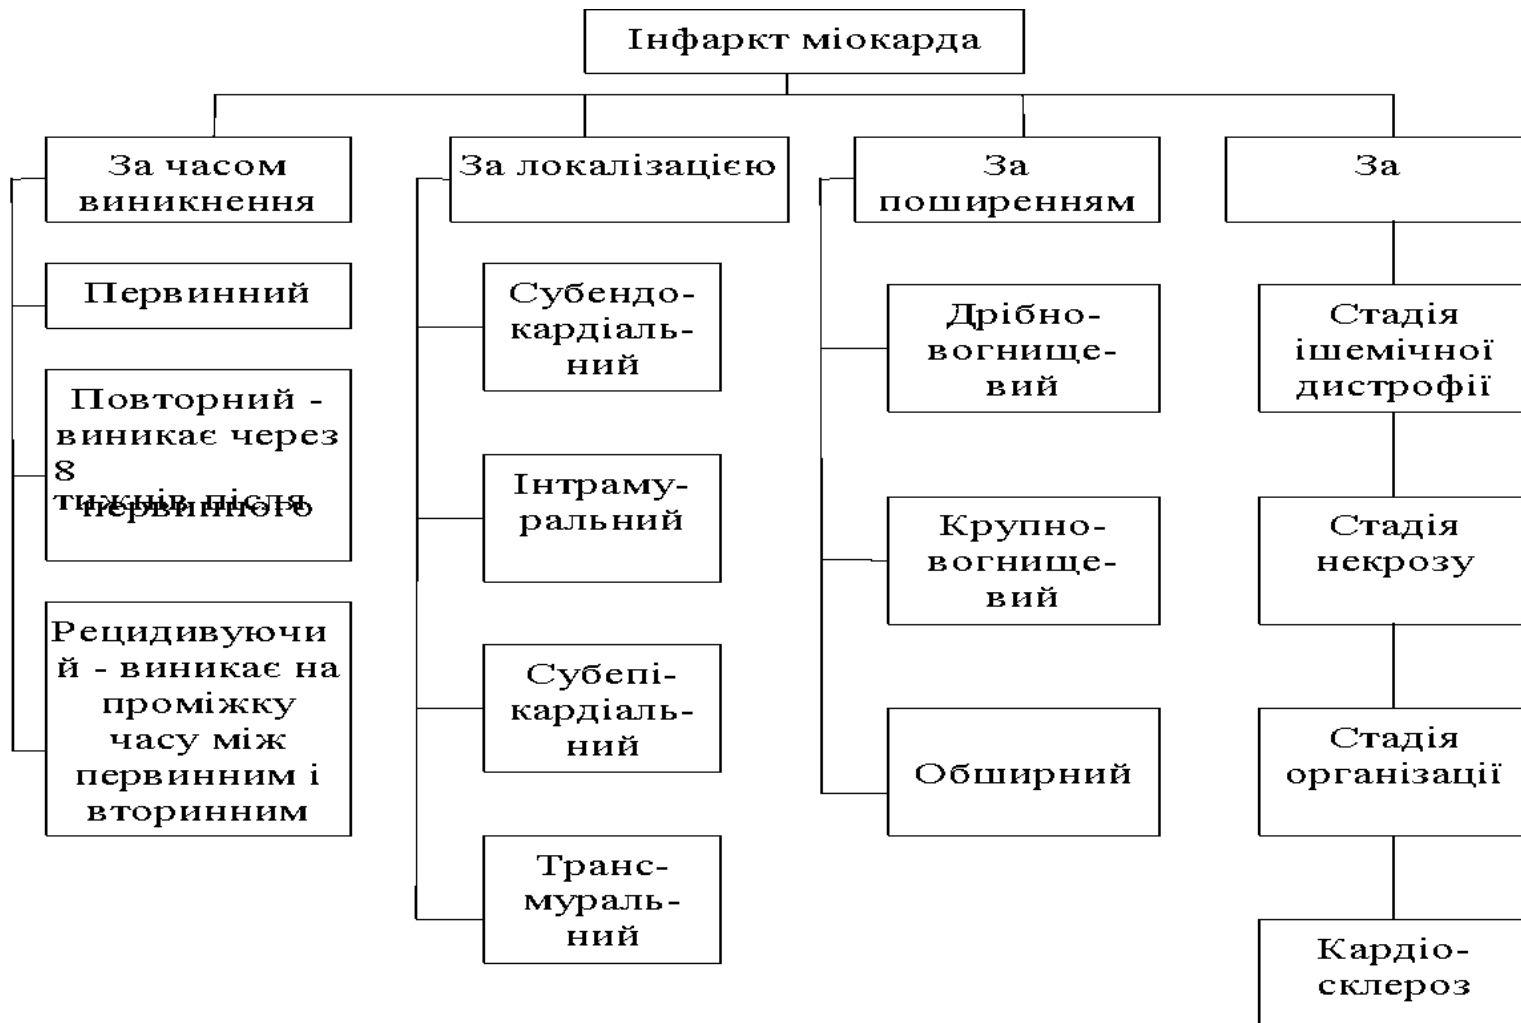 Інфаркт міокарда
За часом
виникнення
Первинний
Повторний -
виникає через
8
тижнів після
первинного
Рецидивуючи
й - виникає на
проміжку
часу між
первинним і
вторинним
За локалізацією
Субендо-
кардіаль-
ний
Інтраму-
ральний
Субепі-
кардіаль-
ний
Транс-
мураль-
ний
За
поширенням
Дрібно-
вогнище-
вий
Крупно-
вогнище-
вий
Обширний
За
Стадія
ішемічної
дистрофії
Стадія
некрозу
Стадія
організації
Кардіо-
склероз